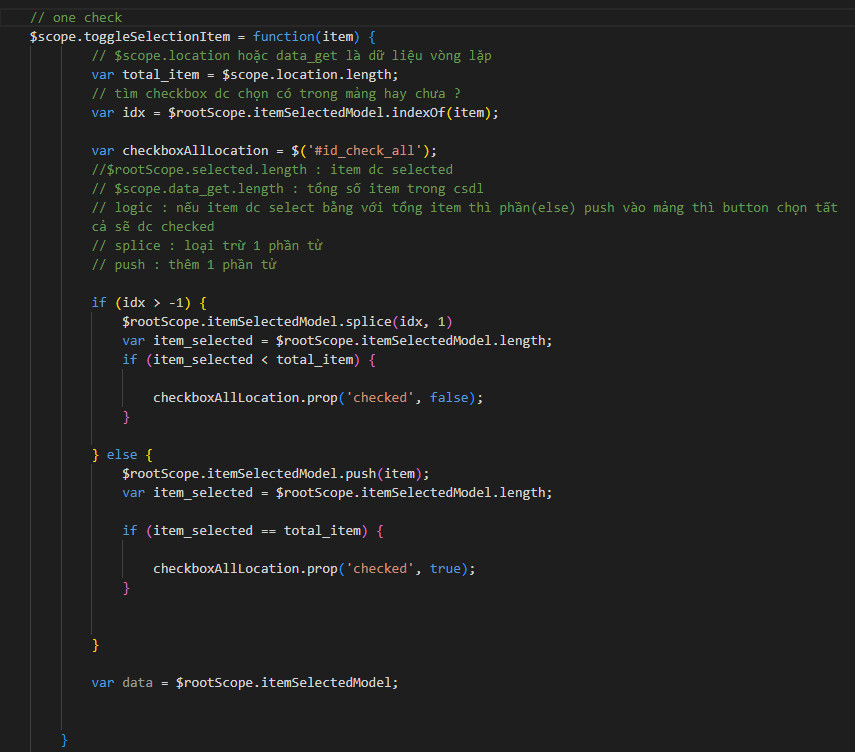 // one check
$scope.toggleSelectionItem = function(item) {
// $scope.location hoặc data_get là dữ liệu vòng lặp
var total_item = $scope.location.length;
// tìm checkbox dc chọn có trong mảng hay chưa ?
var idx = $rootScope.itemSelectedModel.indexOf(item);
var checkboxAllLocation = $('#id_check_all');
//$rootScope.selected.length : item dc selected
// $scope.data_get.length : tổng số item trong csdl
// logic : nếu item dc select bằng với tổng item thì phần(else) push vào mảng thì button chọn tất
cả sẽ dc checked
// splice : loại trừ 1 phần tử
// push : thêm 1 phần tử
if (idx > -1) {
$rootScope.itemSelectedModel.splice(idx, 1)
var item_selected = $rootScope.itemSelectedModel.length;
if (item_selected < total_item) {
checkboxAllLocation.prop('checked', false);
}
} else {
$rootScope.itemSelectedModel.push(item);
var item_selected = $rootScope.itemSelectedModel.length;
if (item_selected == total_item) {
checkboxAllLocation.prop('checked', true);
}
}
var data = $rootScope.itemSelectedModel;
}